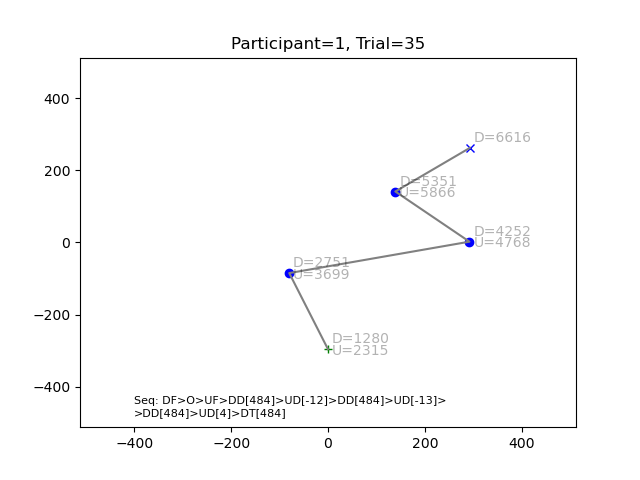 Participant=1, Trial=35
400
200
0
−200
−400
D=6616
D=5351
U=5866
D=4252
U=4768
D=2751
U=3699
D=1280
U=2315
Seq: DF>O>UF>DD[484]>UD[-12]>DD[484]>UD[-13]>
>DD[484]>UD[4]>DT[484]
−400 −200 0 200 400